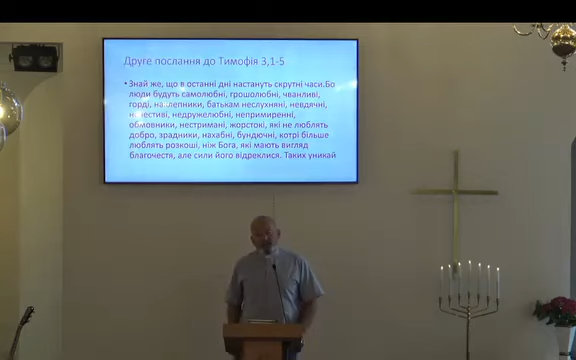 Друге послання до Тимофія 3,1-5
• Знай же, що в останні дні настануть скрутні часи.Бо
люди будуть самолюбні, грошолюбні, чванливі,
горді, наклепники, батькам неслухняні, невдячні,
нечестиві, недружелюбні, непримиренні,
обмовники, нестримані, жорстокі, які не люблять
добро, зрадники, нахабні, бундючні, котрі більше
люблять розкоші, ніж Бога, які мають вигляд
благочестя, але сили його відреклися. Таких уникай